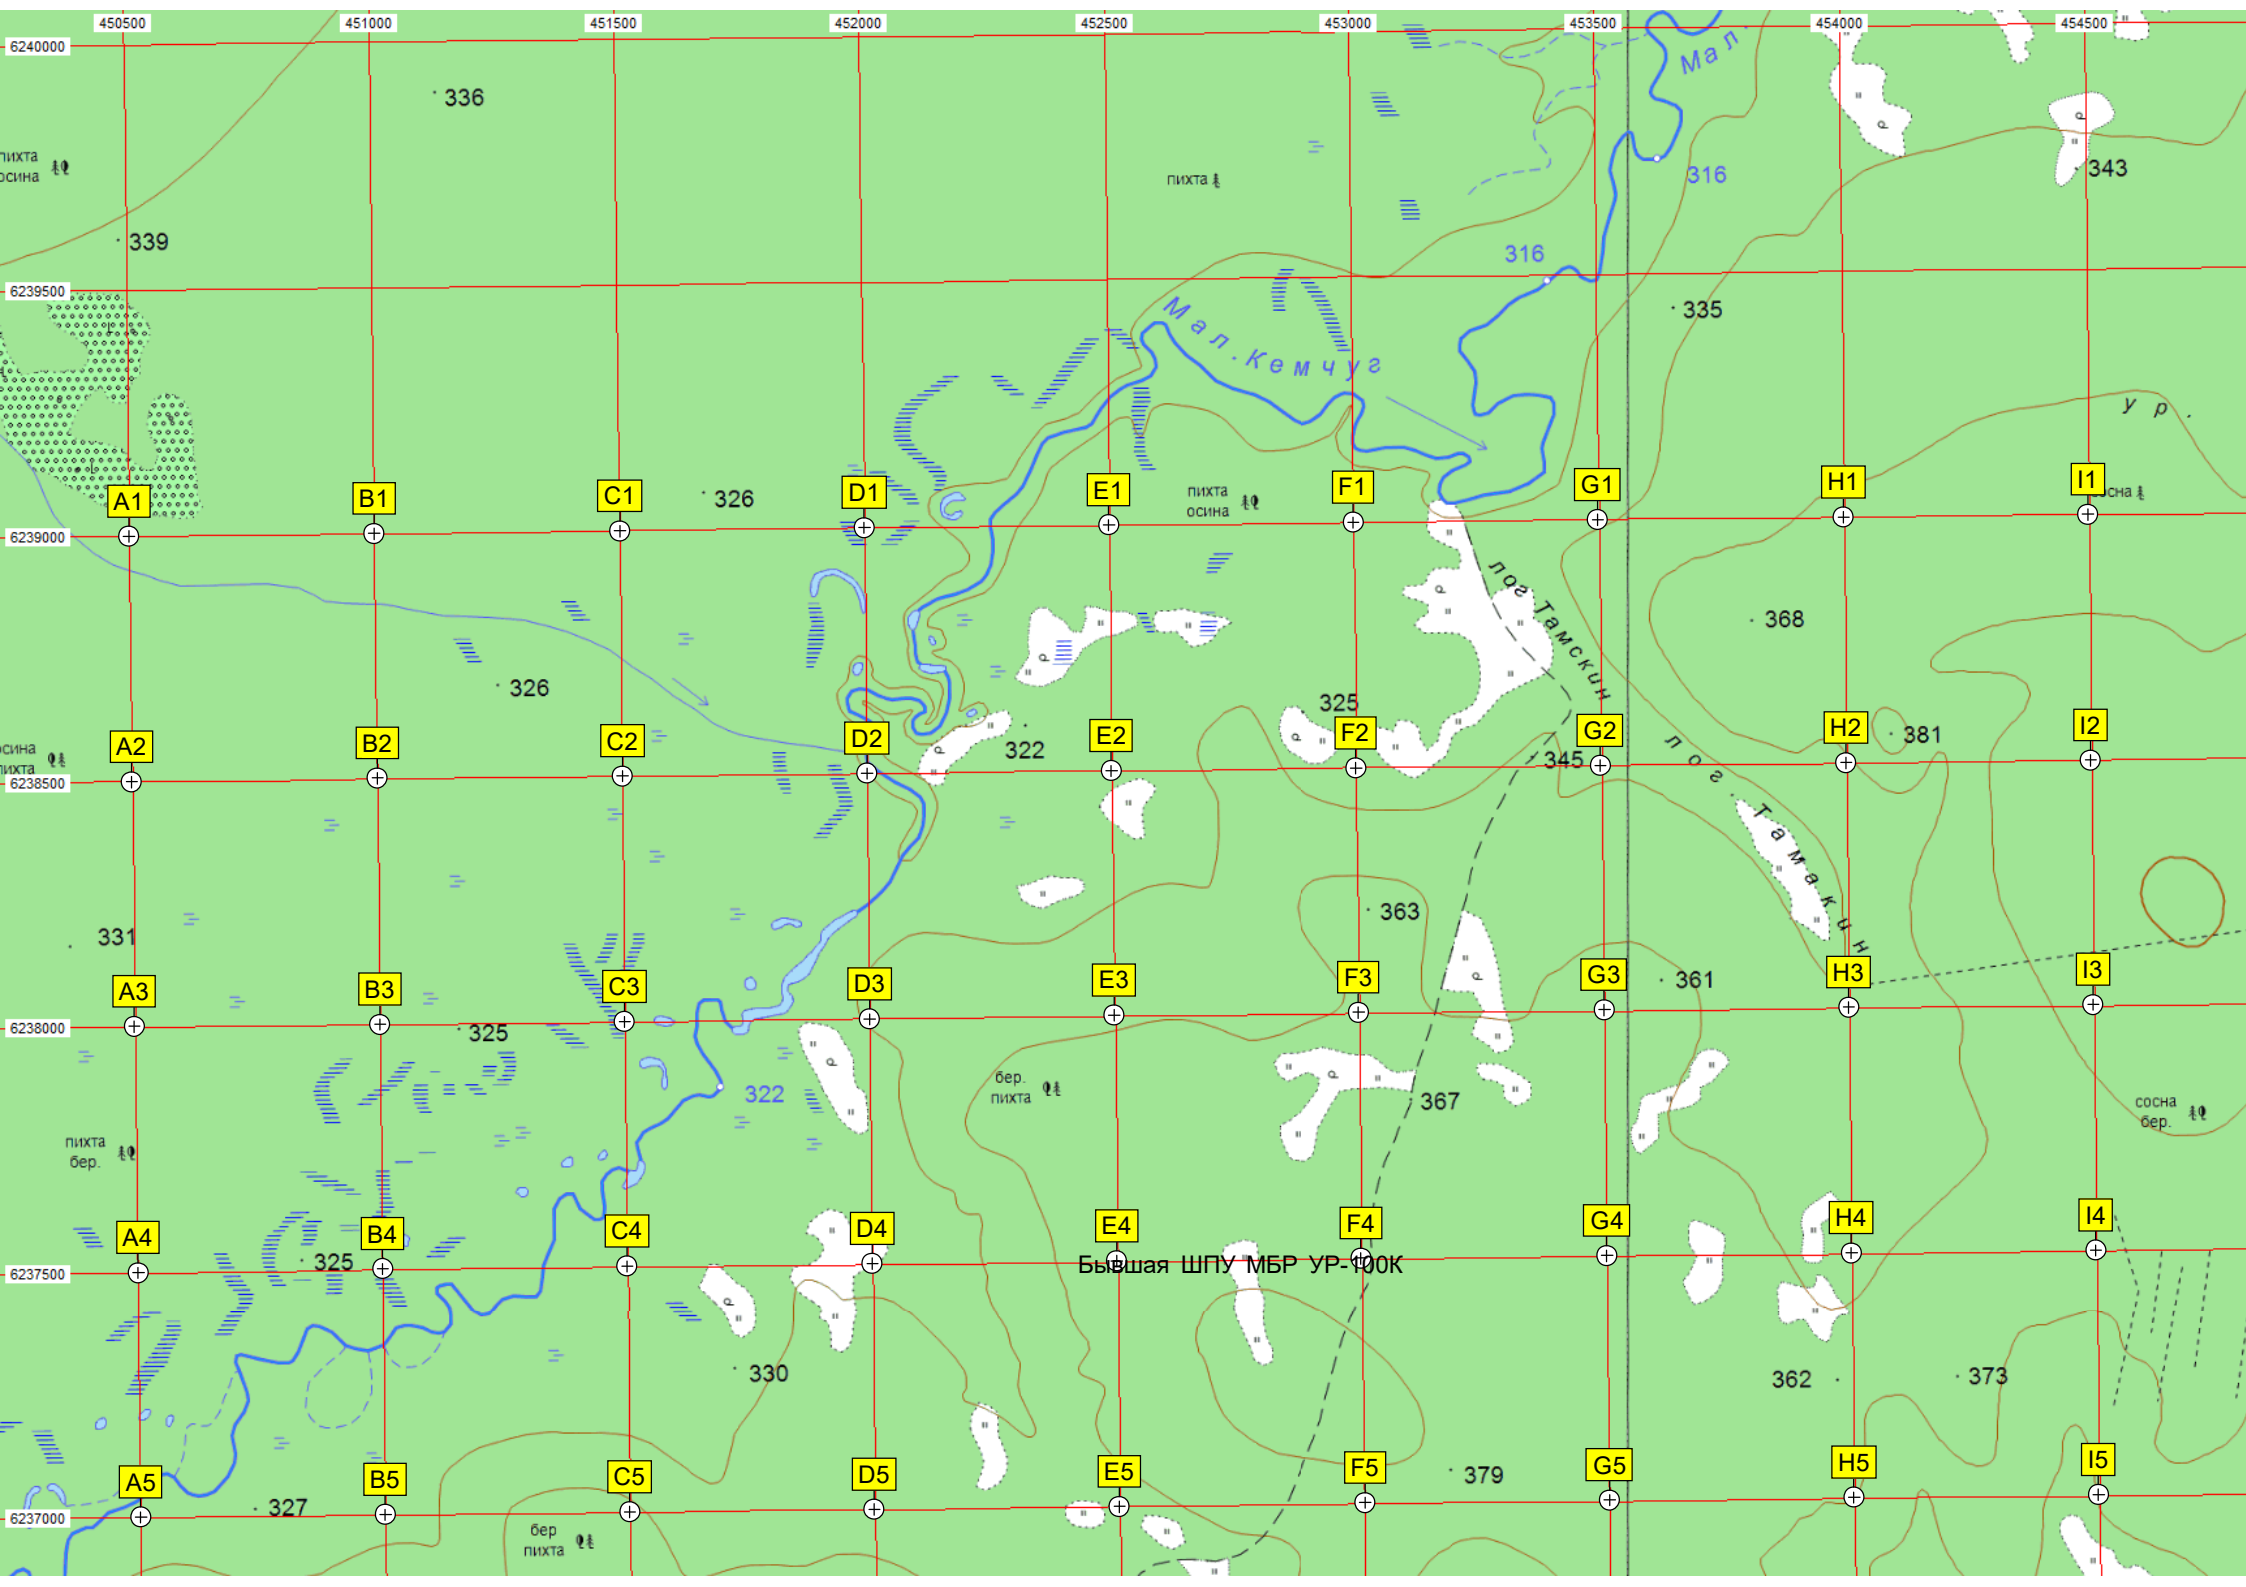 450500 451000 451500 452000 452500 453000 453500 454000 454500
6240000
Мал.
336
пихта
осина
316
343
пихта
339
316
6239500
335
Мал. Кемчуг
ур.
326
A1 B1 C1 D1 E1 F1 G1 H1 I1
пихта
осина
сосна
6239000
лог Тамскин
368
326
325
A2 B2 C2 D2 E2 F2 G2 H2 I2
осина
пихта
322
345
381
6238500
лог. Тамакин
363
331
A3 B3 C3 D3 E3 F3 G3 H3 I3
361
6238000
325
322
бер.
пихта
367
сосна
бер.
пихта
бер.
A4 B4 C4 D4 E4 F4 G4 H4 I4
325
Бывшая ШПУ МБР УР-100К
6237500
330
362
373
A5 B5 C5 D5 E5 F5 G5 H5 I5
379
327
6237000
бер
пихта